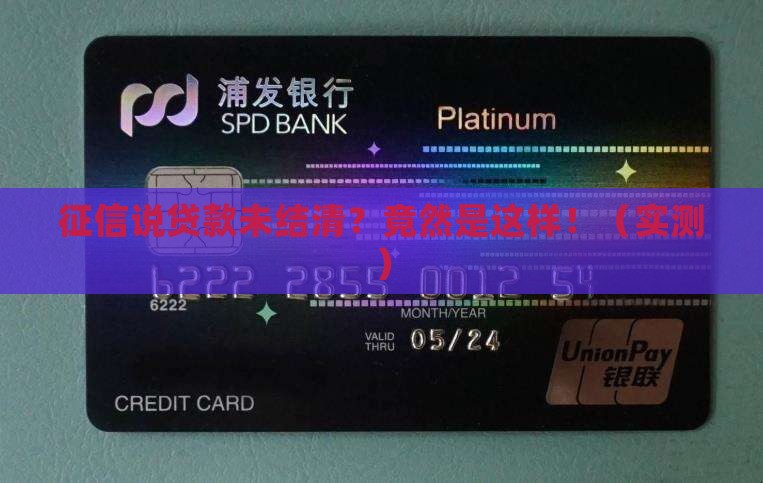 浦发银行
SPD BANK
Platinum
征信说贷款未结清？竟然是这样！（实测
）
6222 2855 0012 54
6222
MONTH/YEAR
VALID
THRU
05/24
UnionPay
银联
CREDIT CARD